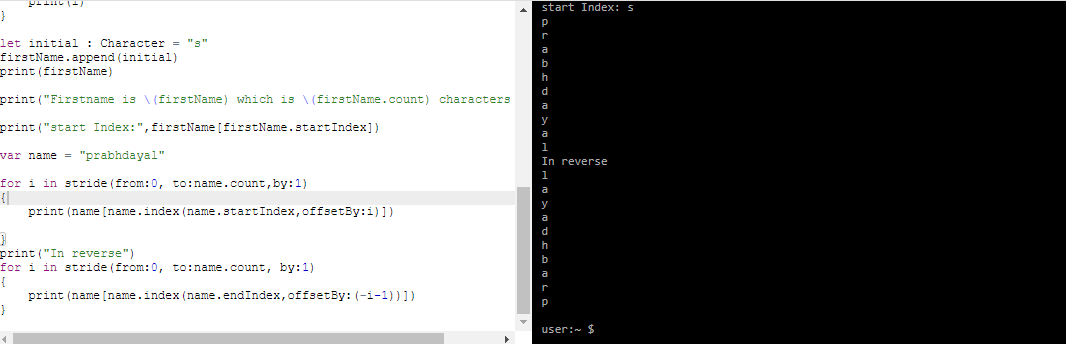 print(i)
}
let initial : Character = "s"
firstName.append(initial)
print(firstName)
print("Firstname is \(firstName) which is \(firstName.count) characters
print("start Index:",firstName[firstName.startIndex])
var name = "prabhdayal"
for i in stride(from:0, to:name.count,by:1)
{
    print(name[name.index(name.startIndex,offsetBy:i)])
}
print("In reverse")
for i in stride(from:0, to:name.count, by:1)
{
    print(name[name.index(name.endIndex,offsetBy:(-i-1))])
}
start Index: s
p
r
a
b
h
d
a
y
a
l
In reverse
l
a
y
a
d
h
b
a
r
p
user:~ $